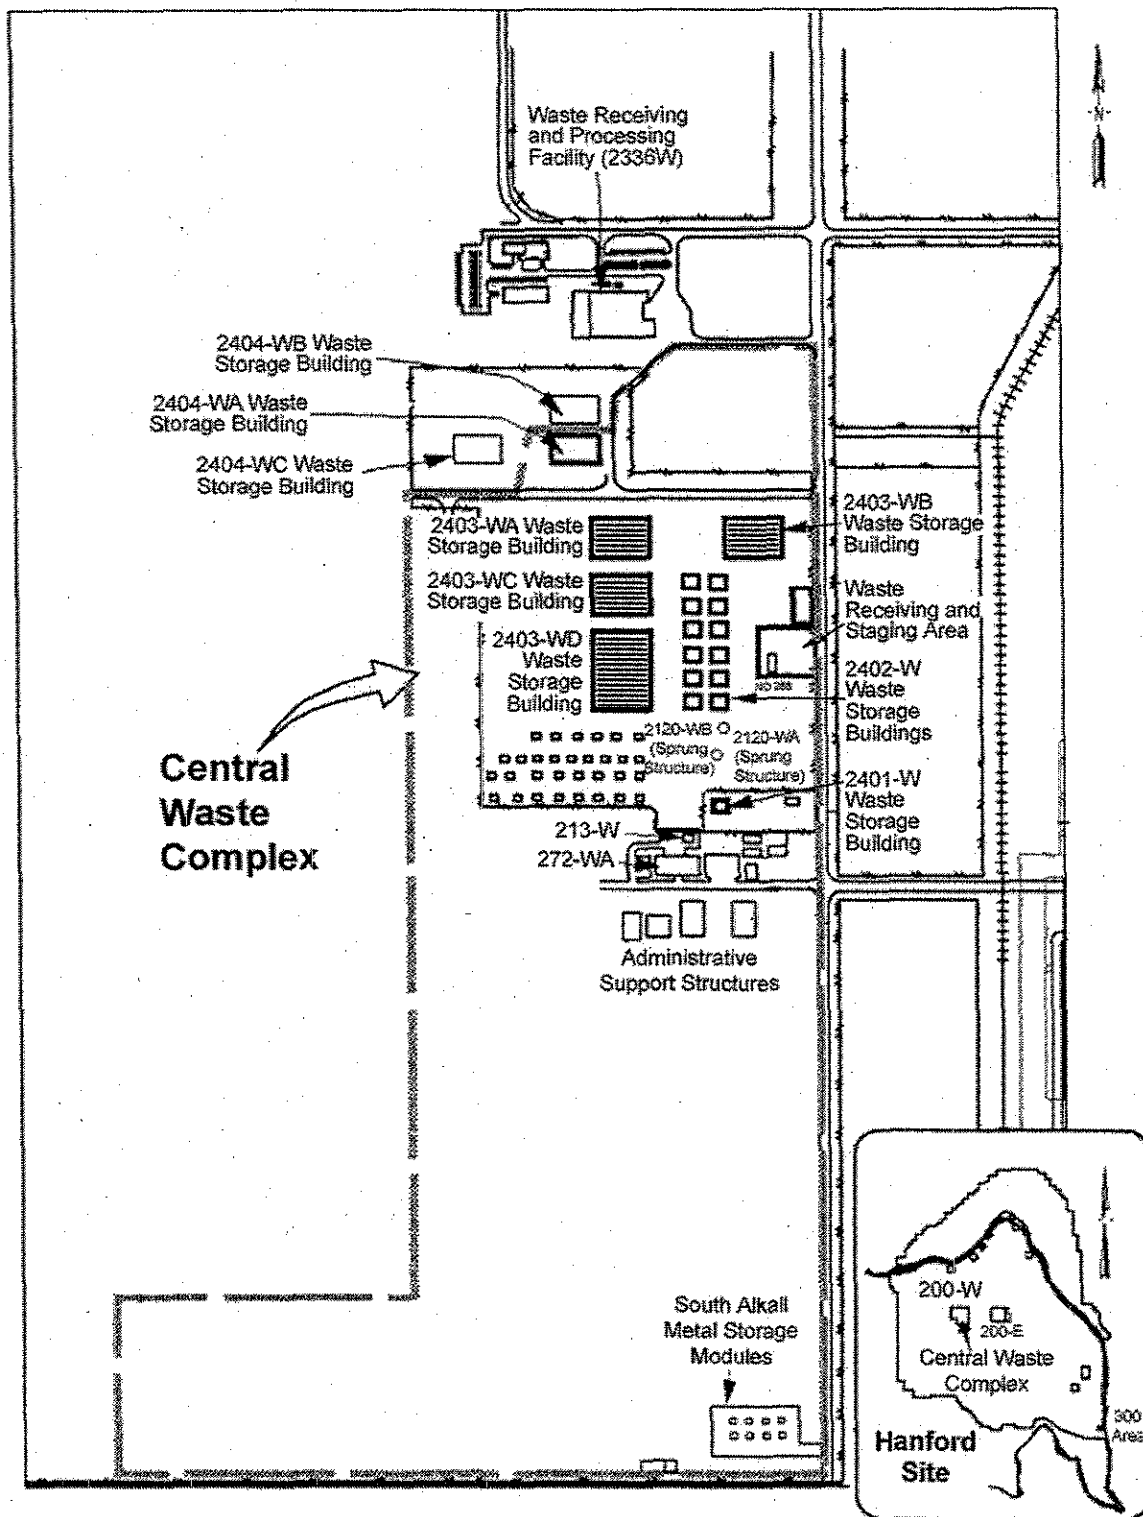 Waste Receiving
and Processing
Facility (2336W)
N
2404-WB Waste
Storage Building
2404-WA Waste
Storage Building
2404-WC Waste
Storage Building
2403-WA Waste
Storage Building
2403-WB
Waste Storage
Building
2403-WC Waste
Storage Building
Waste
Receiving and
Staging Area
2403-WD
Waste
Storage
Building
2402-W
Waste
Storage
Buildings
2120-WB
(Sprung
Structure)
2120-WA
(Sprung
Structure)
Central
Waste
Complex
2401-W
Waste
Storage
Building
213-W
272-WA
Administrative
Support Structures
South Alkali
Metal Storage
Modules
200-W
200-E
Central Waste
Complex
300
Area
Hanford
Site